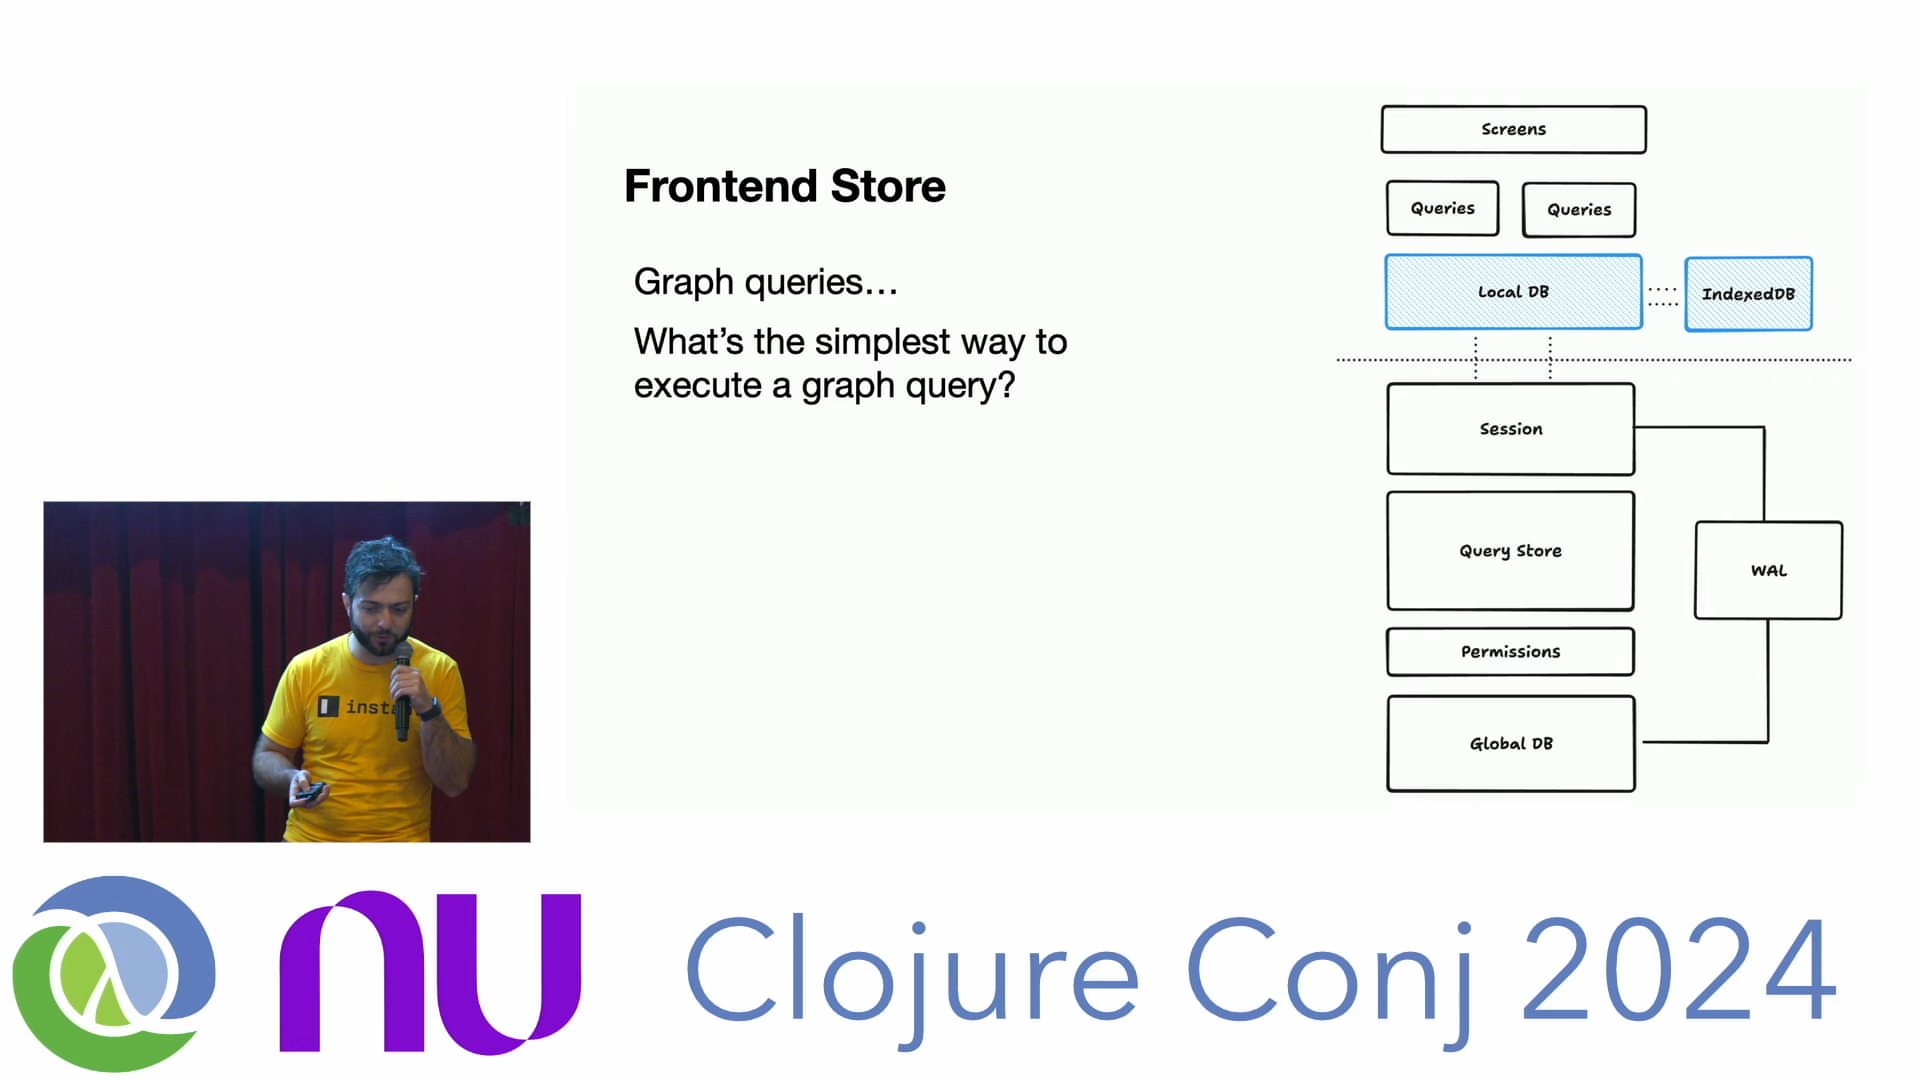 Frontend Store
Graph queries…
What's the simplest way to
execute a graph query?
Screens
Queries
Queries
Local DB
IndexedDB
Session
Query Store
WAL
Permissions
Global DB
nu
Clojure Conj 2024